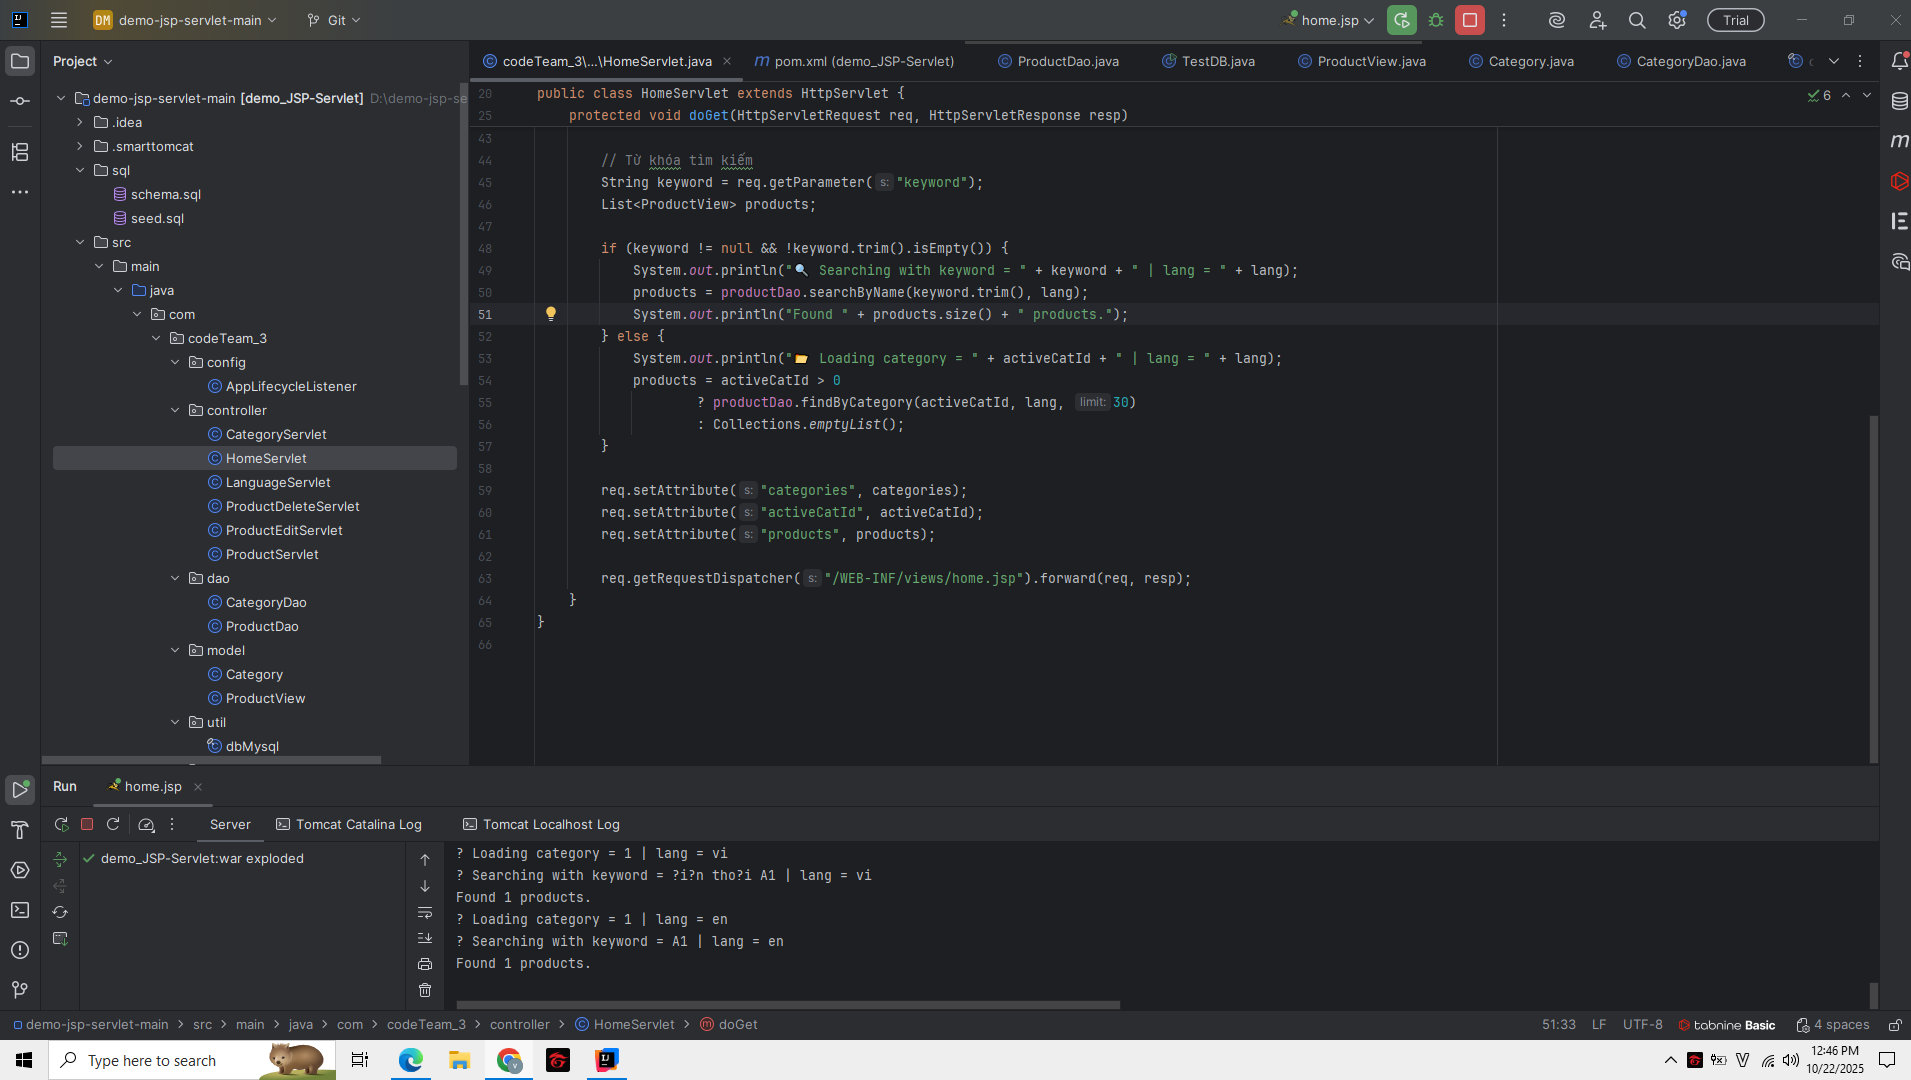 DM demo-jsp-servlet-main Git home.jsp Trial
Project
codeTeam_3\...\HomeServlet.java
pom.xml (demo_JSP-Servlet)
ProductDao.java
TestDB.java
ProductView.java
Category.java
CategoryDao.java
demo-jsp-servlet-main [demo_JSP-Servlet] D:\demo-jsp-se
.idea
.smarttomcat
sql
schema.sql
seed.sql
src
main
java
com
codeTeam_3
config
AppLifecycleListener
controller
CategoryServlet
HomeServlet
LanguageServlet
ProductDeleteServlet
ProductEditServlet
ProductServlet
dao
CategoryDao
ProductDao
model
Category
ProductView
util
dbMysql
6
20 public class HomeServlet extends HttpServlet {
25 protected void doGet(HttpServletRequest req, HttpServletResponse resp)
43
44 // Từ khóa tìm kiếm
45 String keyword = req.getParameter( s: "keyword");
46 List<ProductView> products;
47
48 if (keyword != null && !keyword.trim().isEmpty()) {
49 System.out.println("🔍 Searching with keyword = " + keyword + " | lang = " + lang);
50 products = productDao.searchByName(keyword.trim(), lang);
51 System.out.println("Found " + products.size() + " products.");
52 } else {
53 System.out.println("📂 Loading category = " + activeCatId + " | lang = " + lang);
54 products = activeCatId > 0
55 ? productDao.findByCategory(activeCatId, lang, limit: 30)
56 : Collections.emptyList();
57 }
58
59 req.setAttribute( s: "categories", categories);
60 req.setAttribute( s: "activeCatId", activeCatId);
61 req.setAttribute( s: "products", products);
62
63 req.getRequestDispatcher( s: "/WEB-INF/views/home.jsp").forward(req, resp);
64 }
65 }
66
Run home.jsp
Server Tomcat Catalina Log Tomcat Localhost Log
demo_JSP-Servlet:war exploded
? Loading category = 1 | lang = vi
? Searching with keyword = ?i?n tho?i A1 | lang = vi
Found 1 products.
? Loading category = 1 | lang = en
? Searching with keyword = A1 | lang = en
Found 1 products.
demo-jsp-servlet-main > src > main > java > com > codeTeam_3 > controller > HomeServlet > doGet
51:33 LF UTF-8 tabnine Basic 4 spaces
Type here to search
12:46 PM
10/22/2025